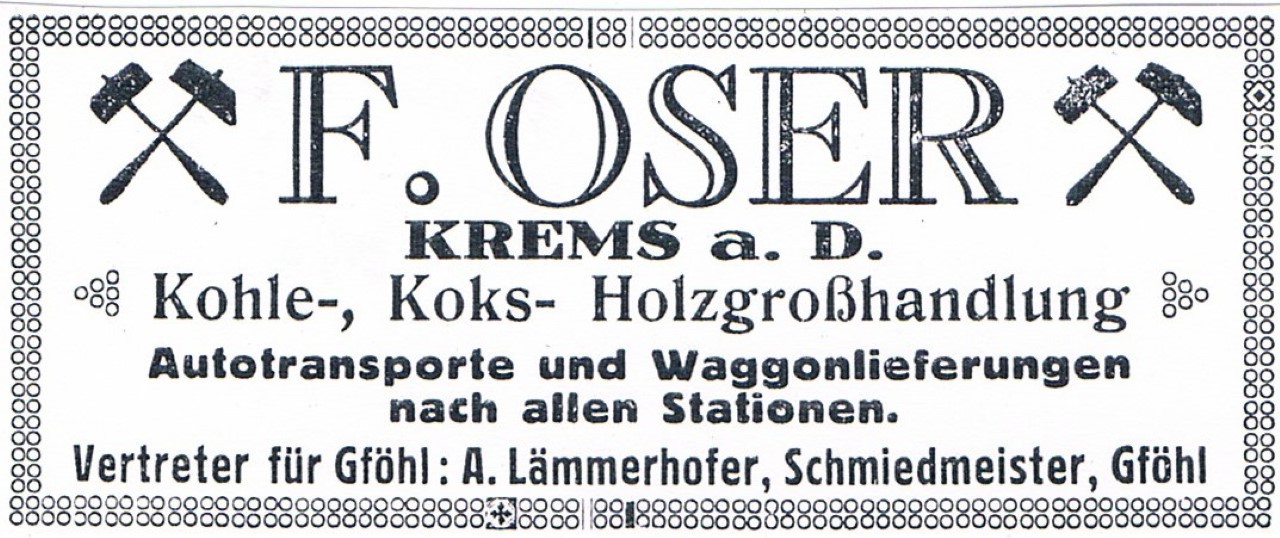 F. OSER
KREMS a. D.
Kohle-, Koks- Holzgroßhandlung
Autotransporte und Waggonlieferungen
nach allen Stationen.
Vertreter für Gföhl: A. Lämmerhofer, Schmiedmeister, Gföhl